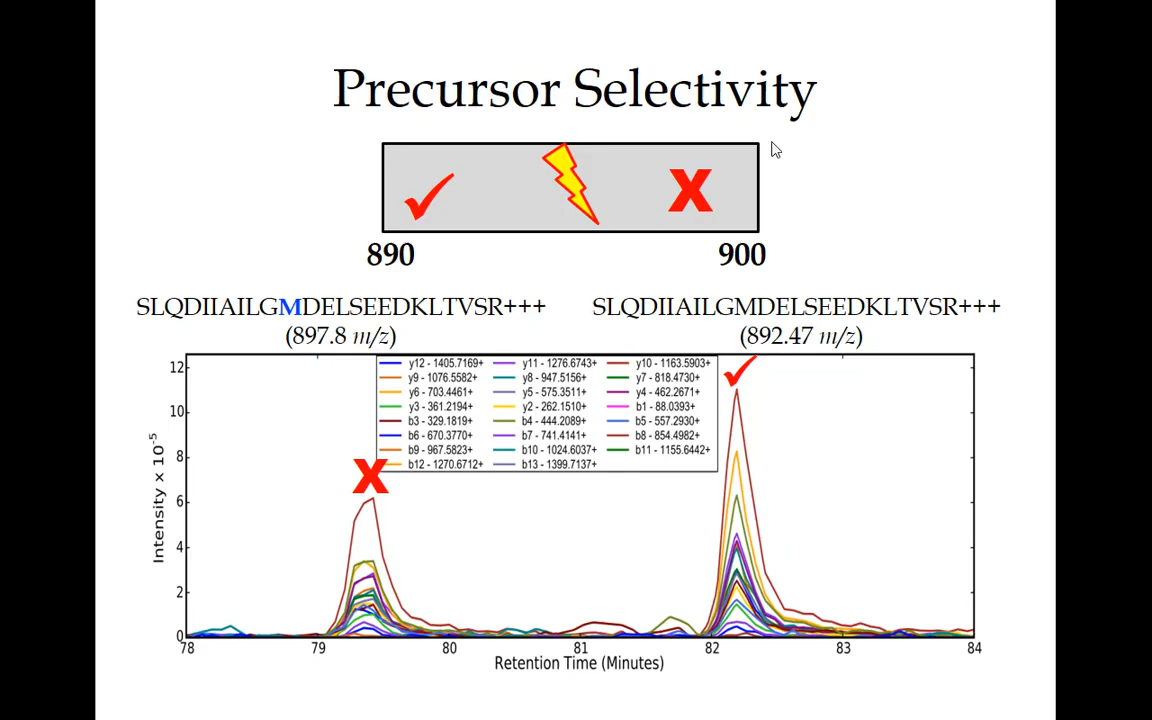 Precursor Selectivity
890 900
SLQDIIAILGMDELSEEDKLTVSR+++ SLQDIIAILGMDELSEEDKLTVSR+++
(897.8 m/z) (892.47 m/z)
y12 - 1405.7169+ y11 - 1276.6743+ y10 - 1163.5903+
y9 - 1076.5582+ y8 - 947.5156+ y7 - 818.4730+
y6 - 703.4461+ y5 - 575.3511+ y4 - 462.2671+
y3 - 361.2194+ y2 - 262.1510+ b1 - 88.0393+
b3 - 329.1819+ b4 - 444.2089+ b5 - 557.2930+
b6 - 670.3770+ b7 - 741.4141+ b8 - 854.4982+
b9 - 967.5823+ b10 - 1024.6037+ b11 - 1155.6442+
b12 - 1270.6712+ b13 - 1399.7137+
Intensity x 10⁻⁵
12
10
8
6
4
2
0
78 79 80 81 82 83 84
Retention Time (Minutes)